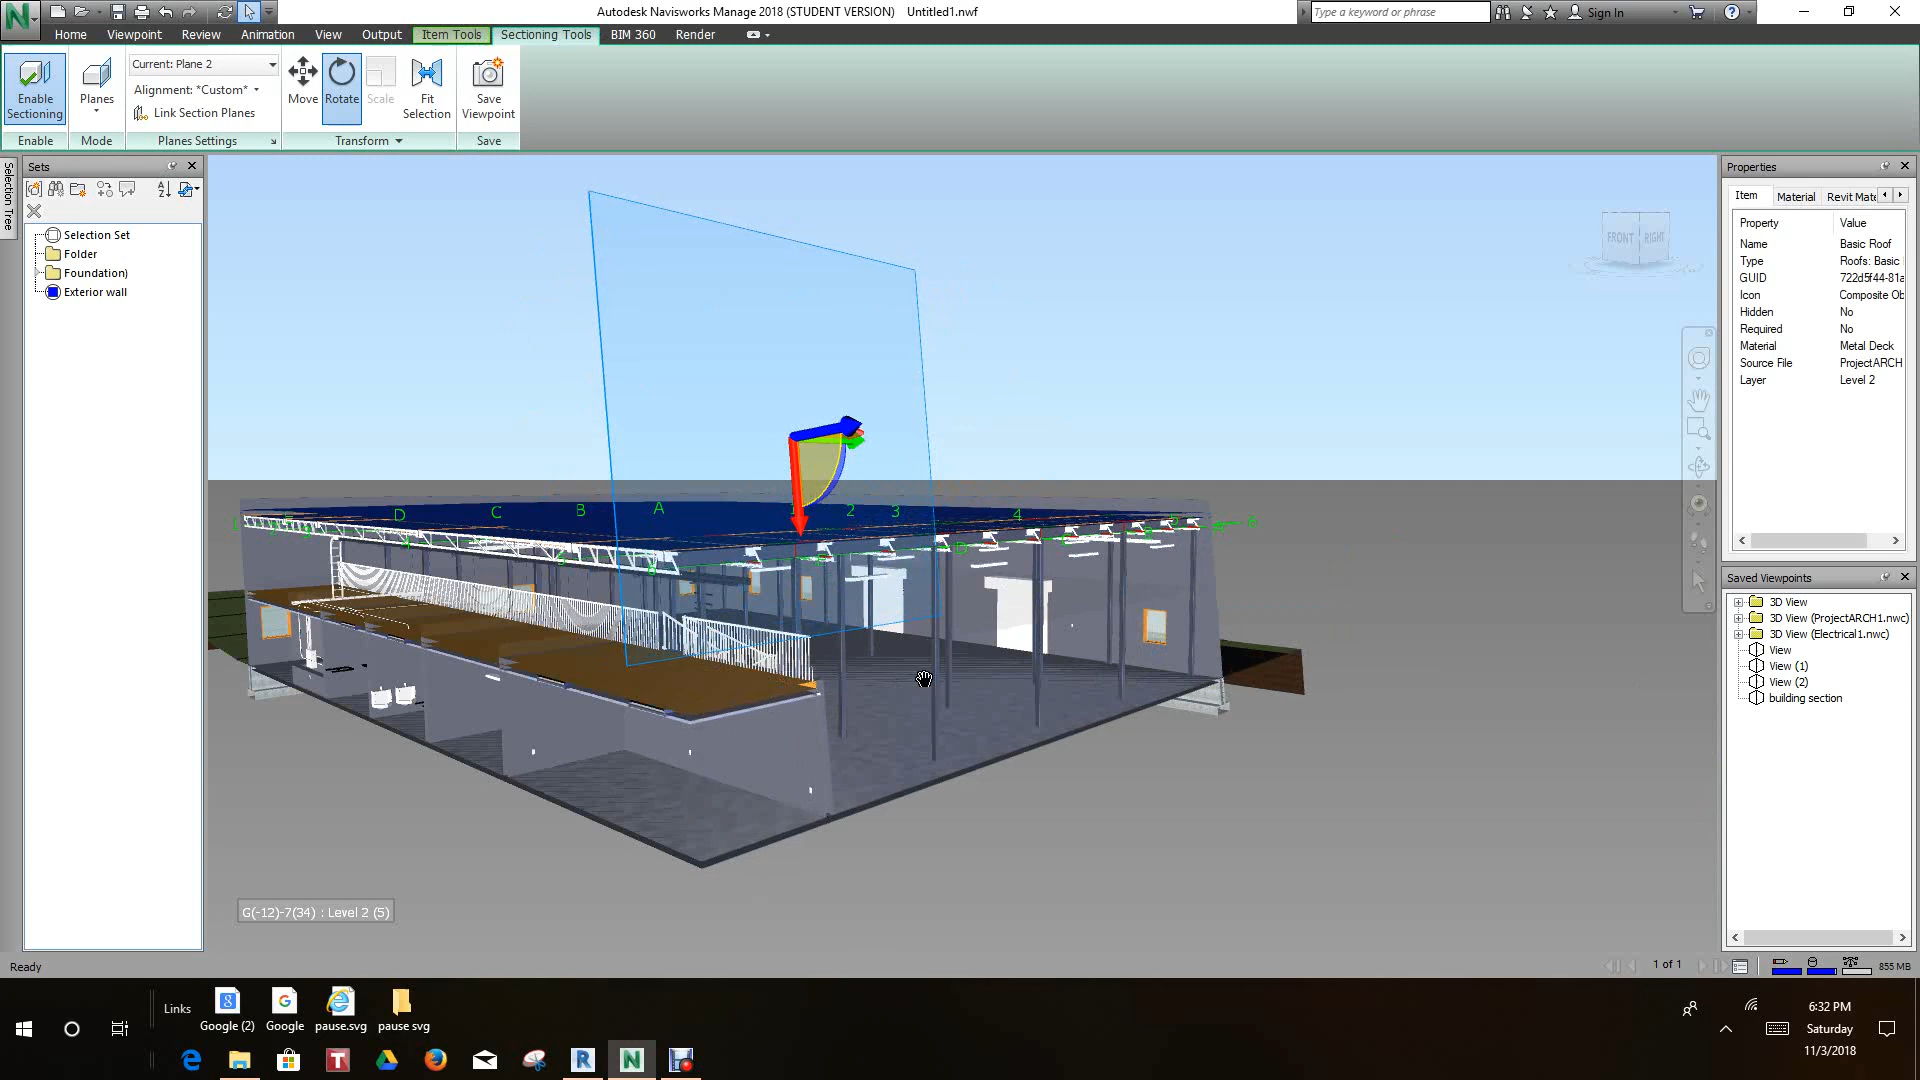 Autodesk Navisworks Manage 2018 (STUDENT VERSION) Untitled1.nwf
Type a keyword or phrase
Sign In
Home Viewpoint Review Animation View Output Item Tools Sectioning Tools BIM 360 Render
Enable Sectioning
Planes
Current: Plane 2
Alignment: *Custom*
Link Section Planes
Move
Rotate
Scale
Fit Selection
Save Viewpoint
Enable Mode Planes Settings Transform Save
Selection Tree
Sets
Selection Set
Folder
Foundation)
Exterior wall
FRONT RIGHT
D C B A 2 3 4 5
G(-12)-7(34) : Level 2 (5)
Properties
Item Material Revit Mate
Property Value
Name Basic Roof
Type Roofs: Basic
GUID 722d5f44-81a
Icon Composite Ob
Hidden No
Required No
Material Metal Deck
Source File ProjectARCH
Layer Level 2
Saved Viewpoints
3D View
3D View (ProjectARCH1.nwc)
3D View (Electrical1.nwc)
View
View (1)
View (2)
building section
Ready
1 of 1
855 MB
Links
Google (2)
Google
pause.svg
pause svg
6:32 PM
Saturday
11/3/2018